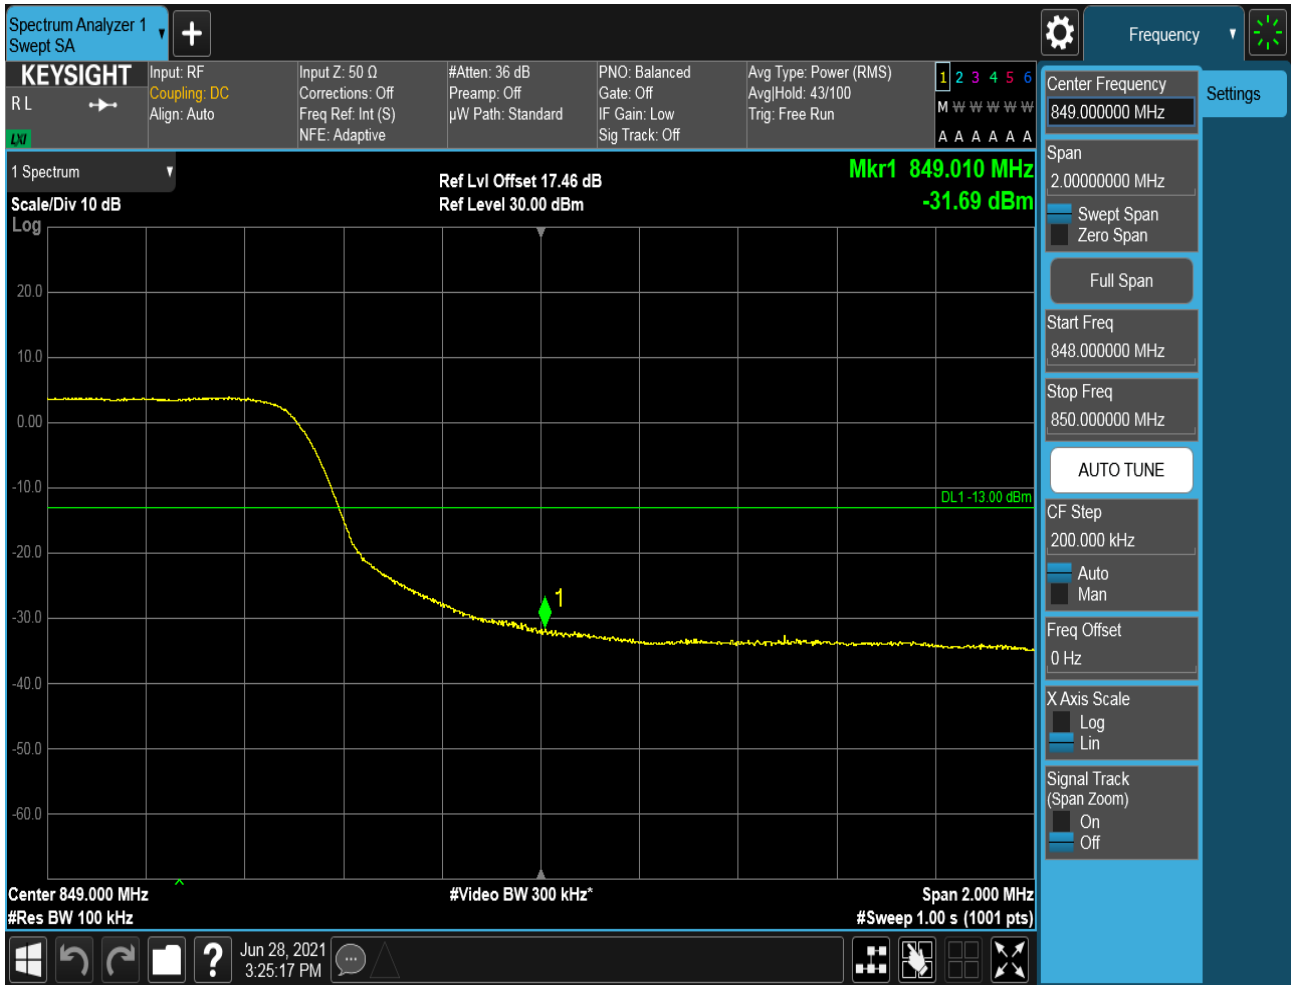 Spectrum Analyzer 1
Swept SA
Frequency
KEYSIGHT
R L
LXI
Input: RF
Coupling: DC
Align: Auto
Input Z: 50 Ω
Corrections: Off
Freq Ref: Int (S)
NFE: Adaptive
#Atten: 36 dB
Preamp: Off
µW Path: Standard
PNO: Balanced
Gate: Off
IF Gain: Low
Sig Track: Off
Avg Type: Power (RMS)
Avg|Hold: 43/100
Trig: Free Run
1 2 3 4 5 6
M W W W W W
A A A A A A
1 Spectrum
Scale/Div 10 dB
Log
Ref Lvl Offset 17.46 dB
Ref Level 30.00 dBm
Mkr1 849.010 MHz
-31.69 dBm
20.0
10.0
0.00
-10.0
-20.0
-30.0
-40.0
-50.0
-60.0
DL1 -13.00 dBm
1
Center 849.000 MHz
#Res BW 100 kHz
#Video BW 300 kHz*
Span 2.000 MHz
#Sweep 1.00 s (1001 pts)
?
Jun 28, 2021
3:25:17 PM
Center Frequency
849.000000 MHz
Settings
Span
2.00000000 MHz
Swept Span
Zero Span
Full Span
Start Freq
848.000000 MHz
Stop Freq
850.000000 MHz
AUTO TUNE
CF Step
200.000 kHz
Auto
Man
Freq Offset
0 Hz
X Axis Scale
Log
Lin
Signal Track
(Span Zoom)
On
Off